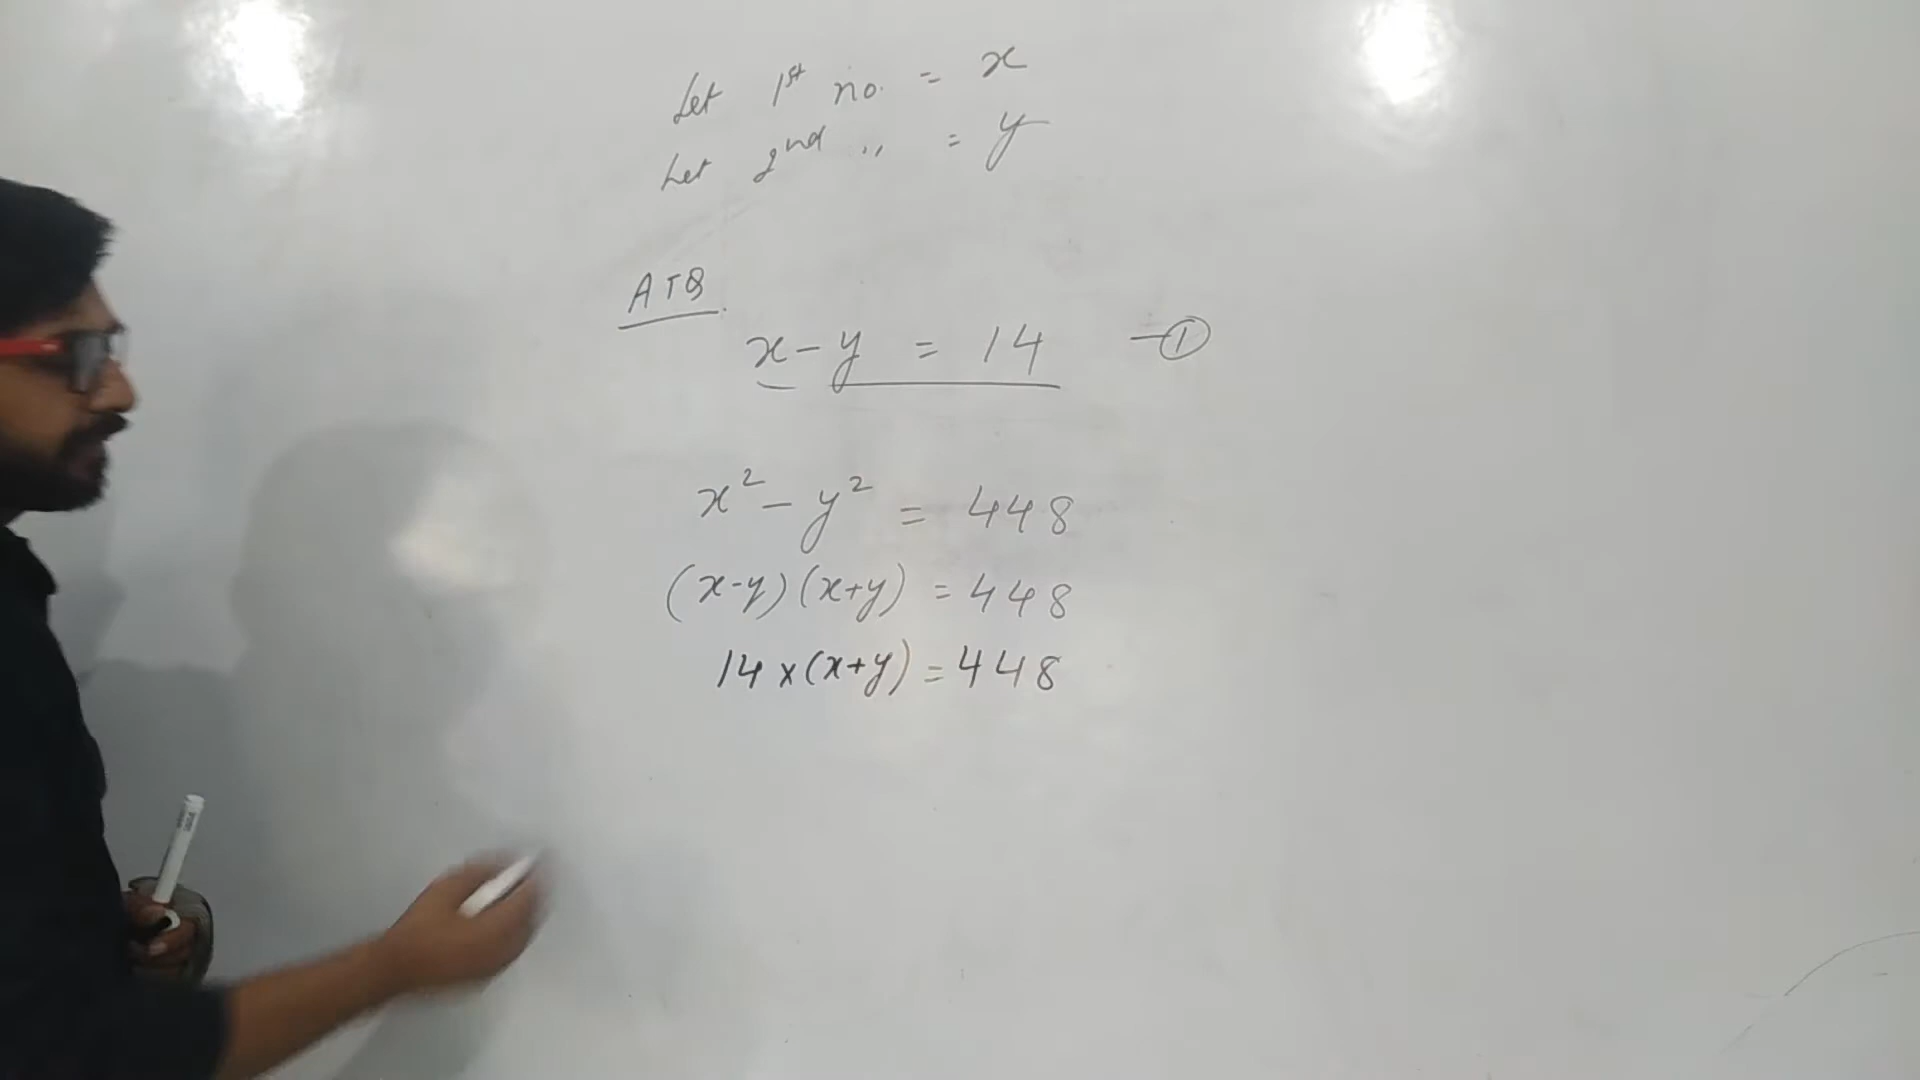 Let 1st no. = x
Let 2nd ,, = y
ATQ.
x - y = 14 - ①
x² - y² = 448
(x-y)(x+y) = 448
14 × (x+y) = 448